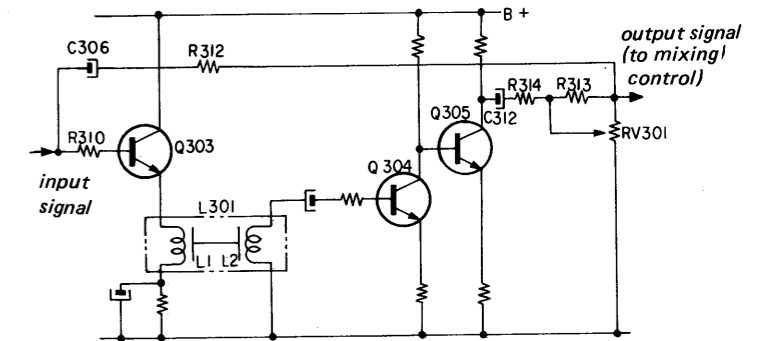 B +
output signal
(to mixing
control)
C306
R312
R314
R313
Q305
C312
R310
Q303
RV301
Q304
input
signal
L301
L1 L2